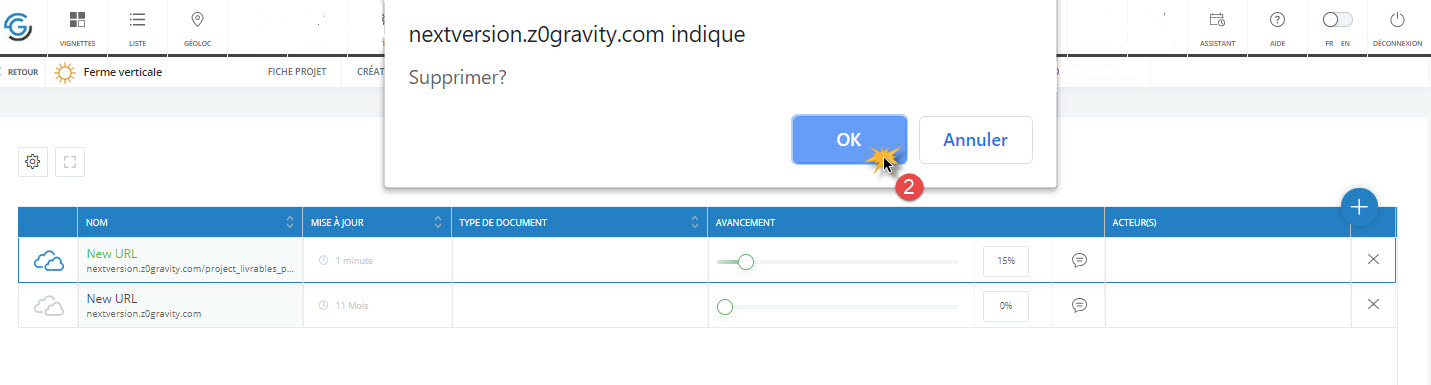 nextversion.z0gravity.com indique
Supprimer?
OK
Annuler
2
VIGNETTES
LISTE
GÉOLOC
ASSISTANT
AIDE
FR EN
DÉCONNEXION
RETOUR
Ferme verticale
FICHE PROJET
CRÉAT
NOM
MISE À JOUR
TYPE DE DOCUMENT
AVANCEMENT
ACTEUR(S)
New URL
nextversion.z0gravity.com/project_livrables_p...
1 minute
15%
New URL
nextversion.z0gravity.com
11 Mois
0%